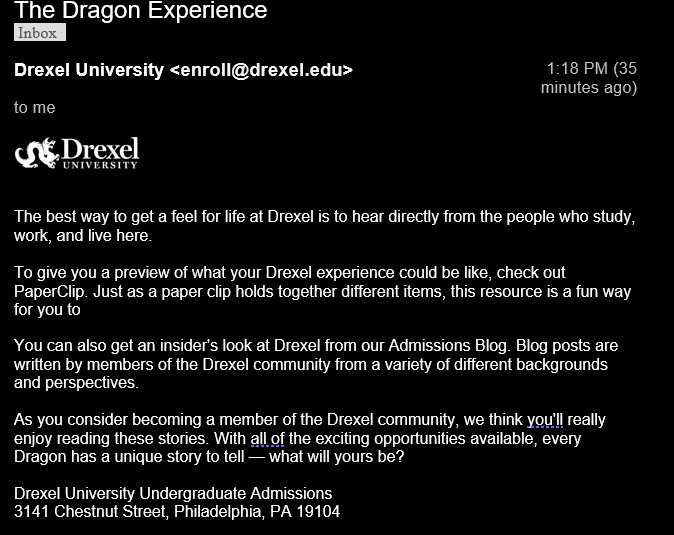 The Dragon Experience
Inbox
Drexel University <enroll@drexel.edu>
1:18 PM (35
minutes ago)
to me
Drexel
UNIVERSITY
The best way to get a feel for life at Drexel is to hear directly from the people who study,
work, and live here.
To give you a preview of what your Drexel experience could be like, check out
PaperClip. Just as a paper clip holds together different items, this resource is a fun way
for you to
You can also get an insider's look at Drexel from our Admissions Blog. Blog posts are
written by members of the Drexel community from a variety of different backgrounds
and perspectives.
As you consider becoming a member of the Drexel community, we think you'll really
enjoy reading these stories. With all of the exciting opportunities available, every
Dragon has a unique story to tell — what will yours be?
Drexel University Undergraduate Admissions
3141 Chestnut Street, Philadelphia, PA 19104